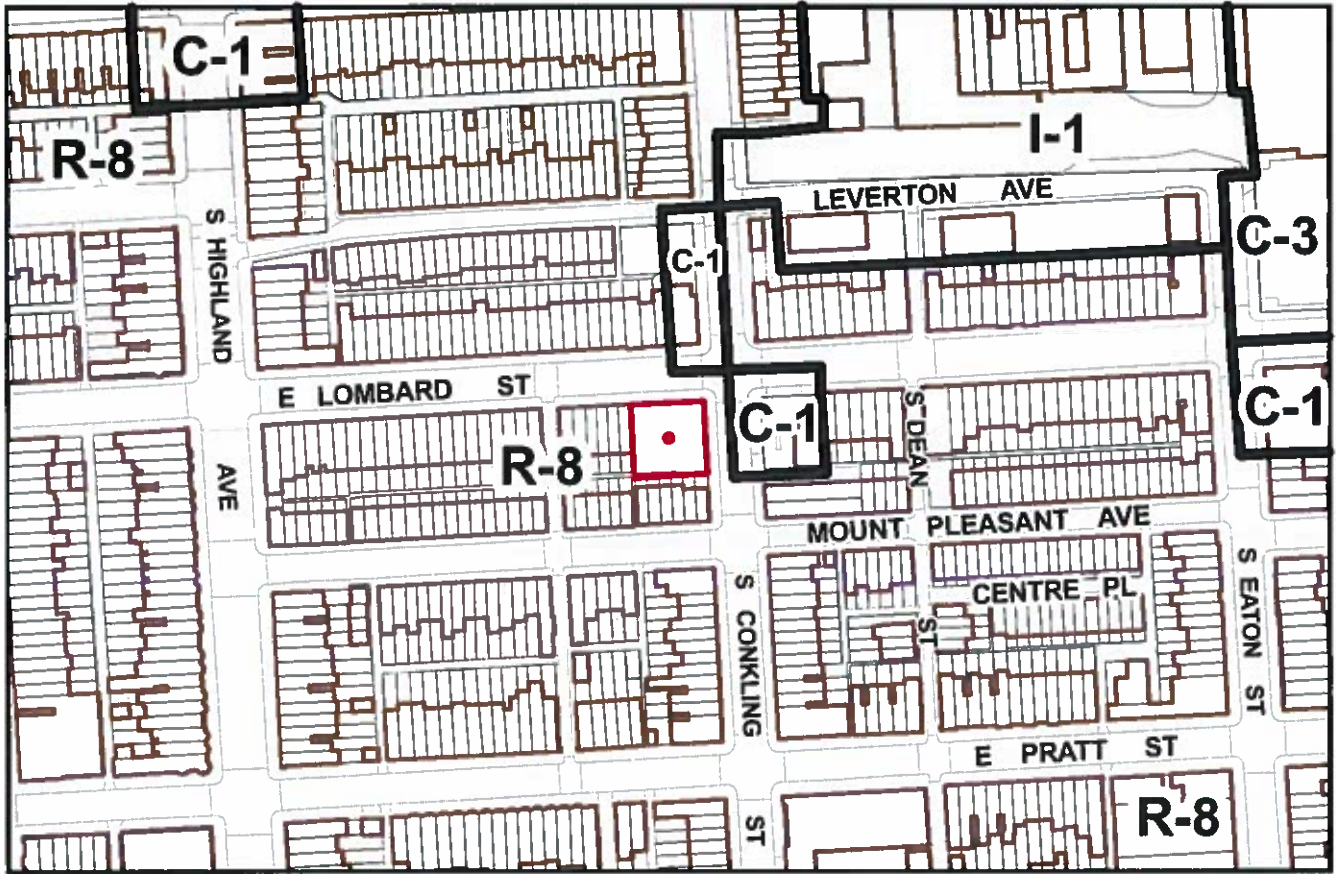 C-1
R-8
I-1
LEVERTON AVE
C-3
C-1
S HIGHLAND AVE
E LOMBARD ST
C-1
C-1
R-8
S DEAN ST
MOUNT PLEASANT AVE
CENTRE PL
S CONKLING ST
S EATON ST
E PRATT ST
R-8